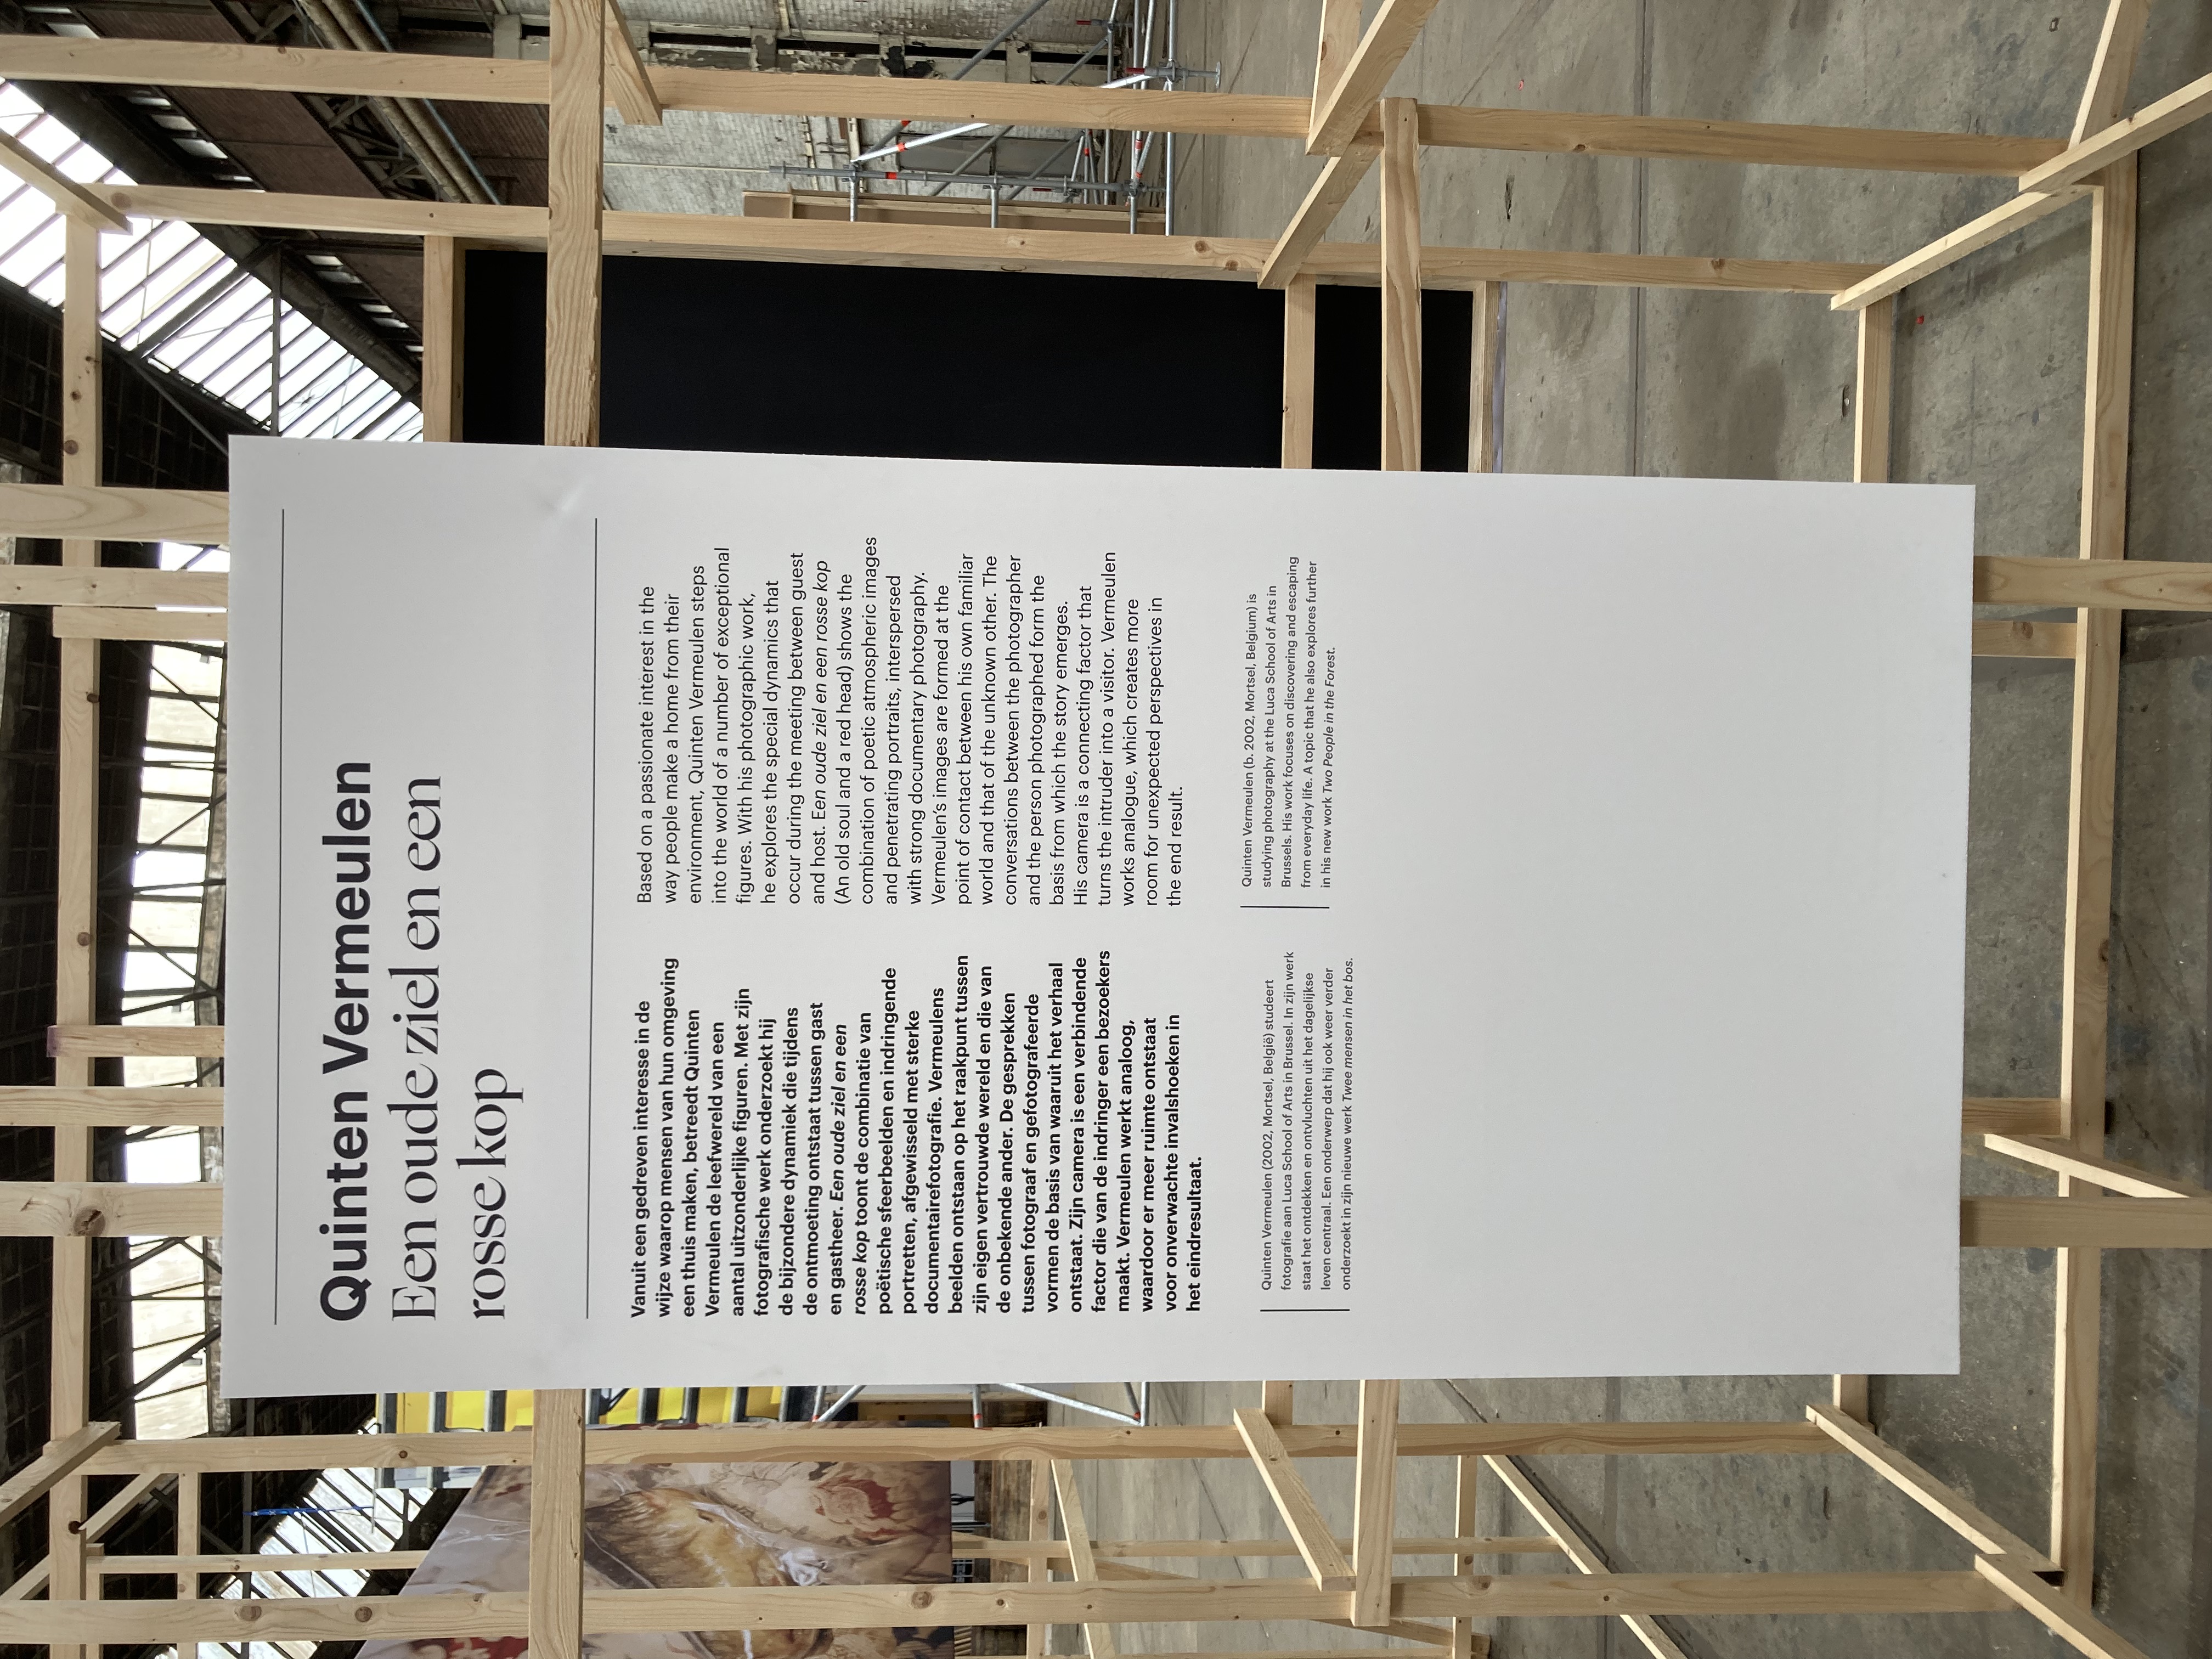 Quinten Vermeulen
Een oude ziel en een
rosse kop
Vanuit een gedreven interesse in de
wijze waarop mensen van hun omgeving
een thuis maken, betreedt Quinten
Vermeulen de leefwereld van een
aantal uitzonderlijke figuren. Met zijn
fotografische werk onderzoekt hij
de bijzondere dynamiek die tijdens
de ontmoeting ontstaat tussen gast
en gastheer. Een oude ziel en een
rosse kop toont de combinatie van
poëtische sfeerbeelden en indringende
portretten, afgewisseld met sterke
documentairefotografie. Vermeulens
beelden ontstaan op het raakpunt tussen
zijn eigen vertrouwde wereld en die van
de onbekende ander. De gesprekken
tussen fotograaf en gefotografeerde
vormen de basis van waaruit het verhaal
ontstaat. Zijn camera is een verbindende
factor die van de indringer een bezoekers
maakt. Vermeulen werkt analoog,
waardoor er meer ruimte ontstaat
voor onverwachte invalshoeken in
het eindresultaat.
Quinten Vermeulen (2002, Mortsel, België) studeert
fotografie aan Luca School of Arts in Brussel. In zijn werk
staat het ontdekken en ontvluchten uit het dagelijkse
leven centraal. Een onderwerp dat hij ook weer verder
onderzoekt in zijn nieuwe werk Twee mensen in het bos.
Based on a passionate interest in the
way people make a home from their
environment, Quinten Vermeulen steps
into the world of a number of exceptional
figures. With his photographic work,
he explores the special dynamics that
occur during the meeting between guest
and host. Een oude ziel en een rosse kop
(An old soul and a red head) shows the
combination of poetic atmospheric images
and penetrating portraits, interspersed
with strong documentary photography.
Vermeulen's images are formed at the
point of contact between his own familiar
world and that of the unknown other. The
conversations between the photographer
and the person photographed form the
basis from which the story emerges.
His camera is a connecting factor that
turns the intruder into a visitor. Vermeulen
works analogue, which creates more
room for unexpected perspectives in
the end result.
Quinten Vermeulen (b. 2002, Mortsel, Belgium) is
studying photography at the Luca School of Arts in
Brussels. His work focuses on discovering and escaping
from everyday life. A topic that he also explores further
in his new work Two People in the Forest.